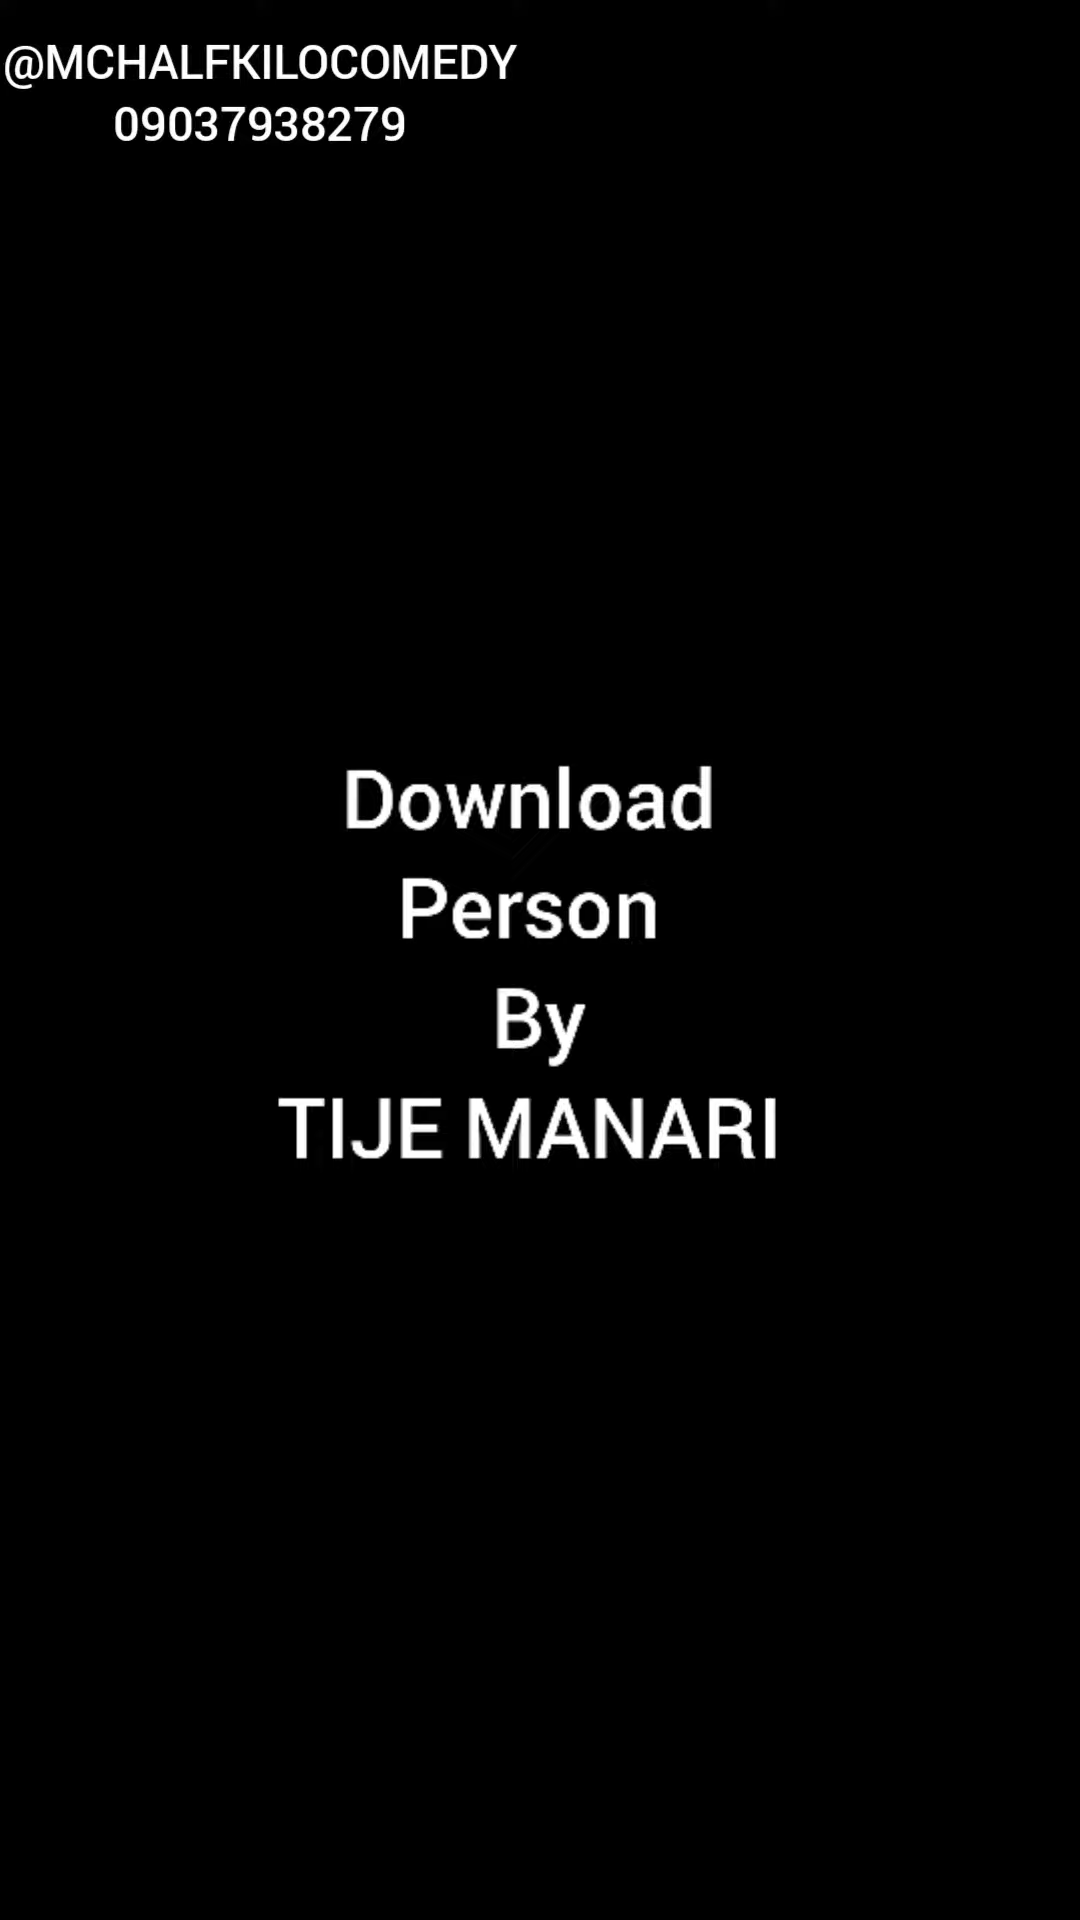 @MCHALFKILOCOMEDY
09037938279
Download
Person
By
TIJE MANARI